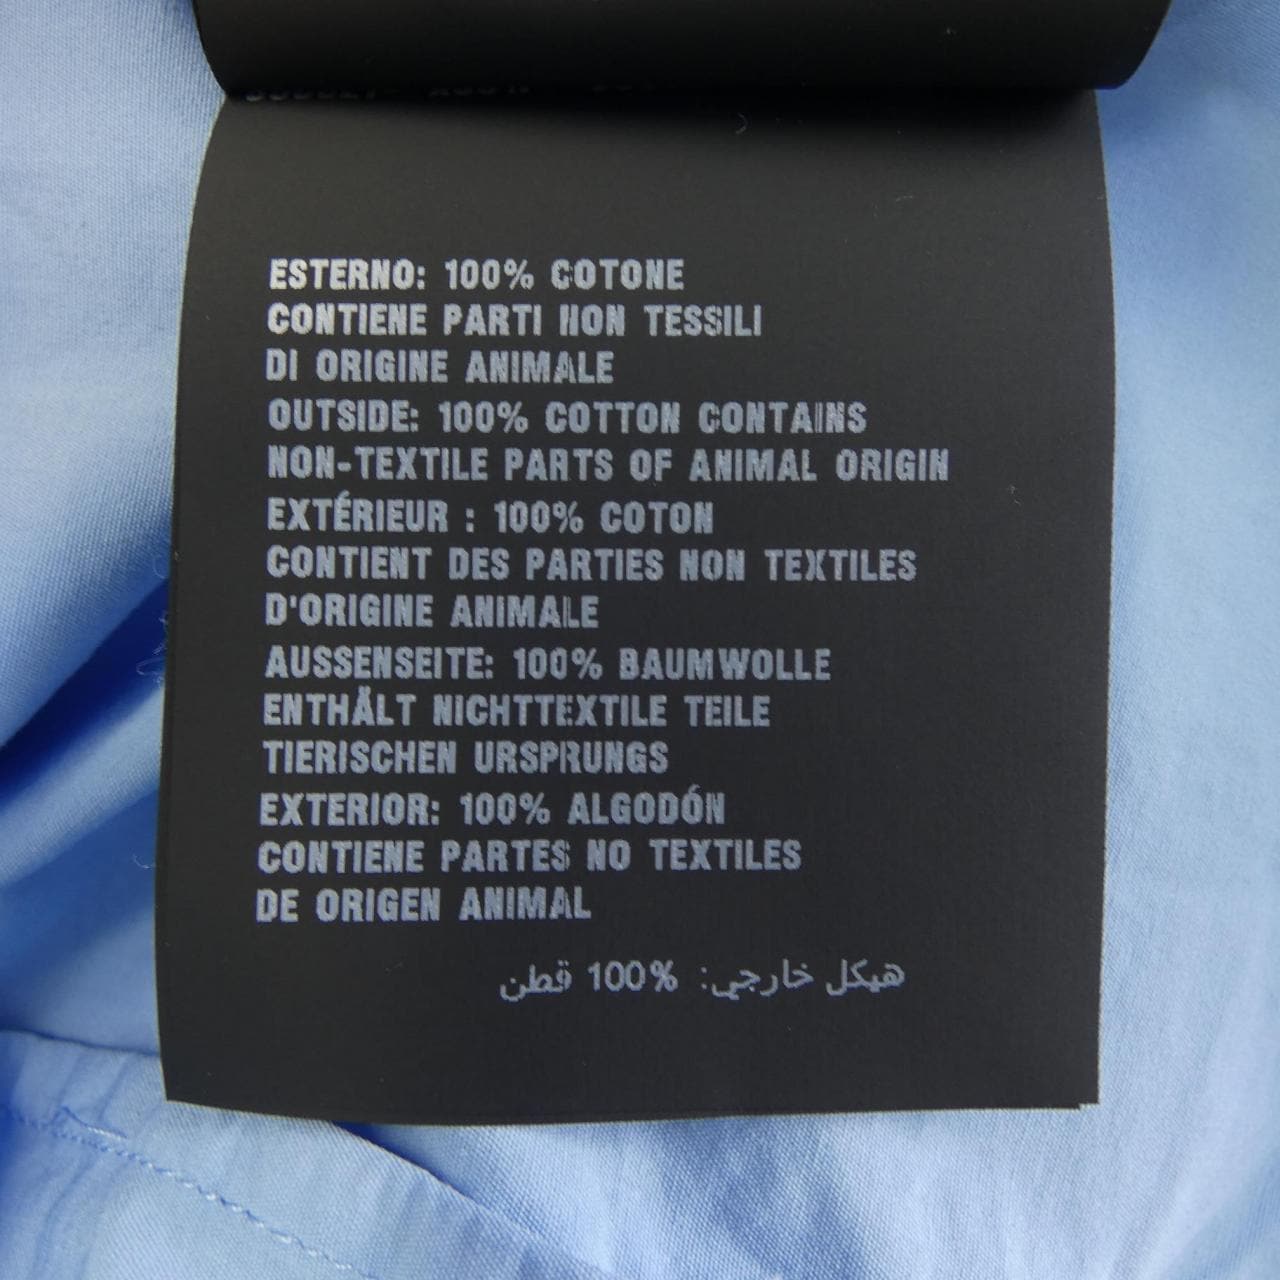 ESTERNO: 100% COTONE
CONTIENE PARTI NON TESSILI
DI ORIGINE ANIMALE
OUTSIDE: 100% COTTON CONTAINS
NON-TEXTILE PARTS OF ANIMAL ORIGIN
EXTÉRIEUR : 100% COTON
CONTIENT DES PARTIES NON TEXTILES
D'ORIGINE ANIMALE
AUSSENSEITE: 100% BAUMWOLLE
ENTHÄLT NICHTTEXTILE TEILE
TIERISCHEN URSPRUNGS
EXTERIOR: 100% ALGODÓN
CONTIENE PARTES NO TEXTILES
DE ORIGEN ANIMAL
هيكل خارجي: 100% قطن